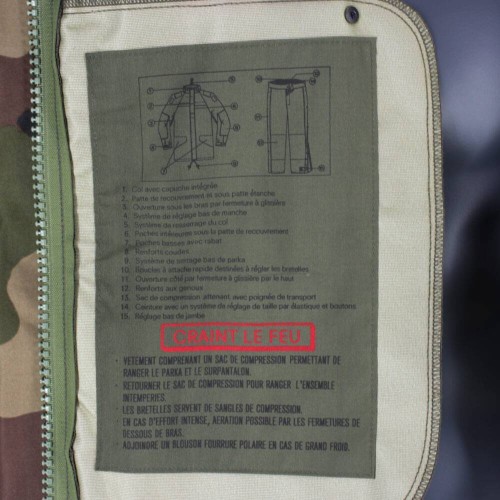 1. Col avec capuche intégrée
2. Patte de recouvrement et sous patte étanche
3. Ouverture sous les bras par fermeture à glissière
4. Système de réglage bas de manche
5. Système de resserrage du col
6. Poches intérieures sous la patte de recouvrement
7. Poches basses avec rabat
8. Renforts coudes
9. Système de serrage bas de parka
10. Boucles à attache rapide destinées à régler les bretelles
11. Ouverture côté par fermeture à glissière par le haut
12. Renforts aux genoux
13. Sac de compression attenant avec poignée de transport
14. Ceinture avec un système de réglage de taille par élastique et boutons
15. Réglage bas de jambe
CRAINT LE FEU
• VETEMENT COMPRENANT UN SAC DE COMPRESSION PERMETTANT DE
RANGER LE PARKA ET LE SURPANTALON.
• RETOURNER LE SAC DE COMPRESSION POUR RANGER L'ENSEMBLE
INTEMPERIES.
• LES BRETELLES SERVENT DE SANGLES DE COMPRESSION.
• EN CAS D'EFFORT INTENSE, AERATION POSSIBLE PAR LES FERMETURES DE
DESSOUS DE BRAS.
• ADJOINDRE UN BLOUSON FOURRURE POLAIRE EN CAS DE GRAND FROID.